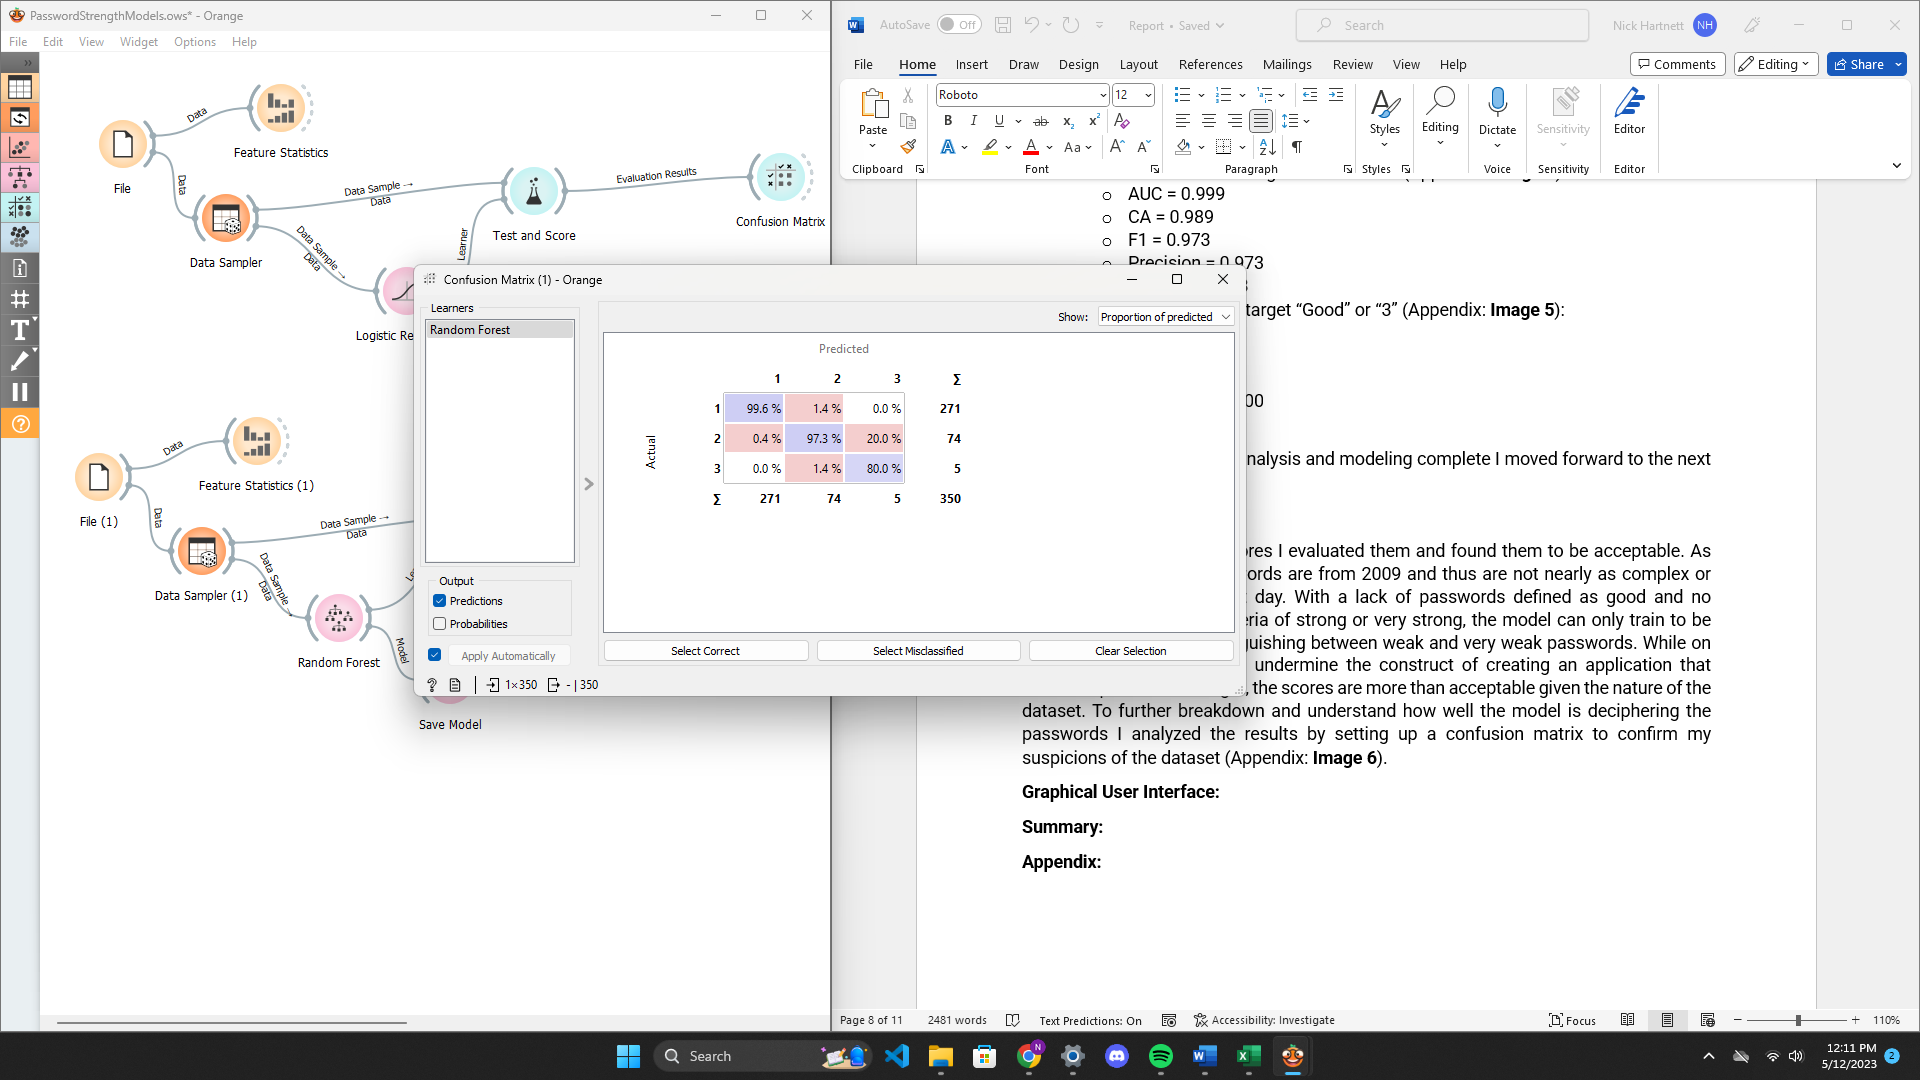 PasswordStrengthModels.ows* - Orange
File Edit View Widget Options Help
Data
Feature Statistics
File
Data
Data Sample → Data
Evaluation Results
Confusion Matrix
Test and Score
Data Sampler
Data Sample → Data
Learner
Logistic Re
Data
Feature Statistics (1)
File (1)
Data
Data Sample → Data
Data Sampler (1)
Data Sample → Data
Random Forest
Model
Save Model
Confusion Matrix (1) - Orange
Learners
Random Forest
Show: Proportion of predicted
Predicted
1 2 3 Σ
1 99.6 % 1.4 % 0.0 % 271
2 0.4 % 97.3 % 20.0 % 74
3 0.0 % 1.4 % 80.0 % 5
Σ 271 74 5 350
Actual
Output
Predictions
Probabilities
Apply Automatically
Select Correct Select Misclassified Clear Selection
1×350 - | 350
AutoSave Off Report • Saved Search Nick Hartnett NH
File Home Insert Draw Design Layout References Mailings Review View Help Comments Editing Share
Paste Roboto 12 Styles Editing Dictate Sensitivity Editor
Clipboard Font Paragraph Styles Voice Sensitivity Editor
o AUC = 0.999
o CA = 0.989
o F1 = 0.973
Precision = 0.973
target “Good” or “3” (Appendix: Image 5):
00
nalysis and modeling complete I moved forward to the next
res I evaluated them and found them to be acceptable. As
ords are from 2009 and thus are not nearly as complex or
day. With a lack of passwords defined as good and no
ria of strong or very strong, the model can only train to be
guishing between weak and very weak passwords. While on
undermine the construct of creating an application that
, the scores are more than acceptable given the nature of the
dataset. To further breakdown and understand how well the model is deciphering the
passwords I analyzed the results by setting up a confusion matrix to confirm my
suspicions of the dataset (Appendix: Image 6).
Graphical User Interface:
Summary:
Appendix:
Page 8 of 11 2481 words Text Predictions: On Accessibility: Investigate Focus 110%
Search
12:11 PM
5/12/2023
2